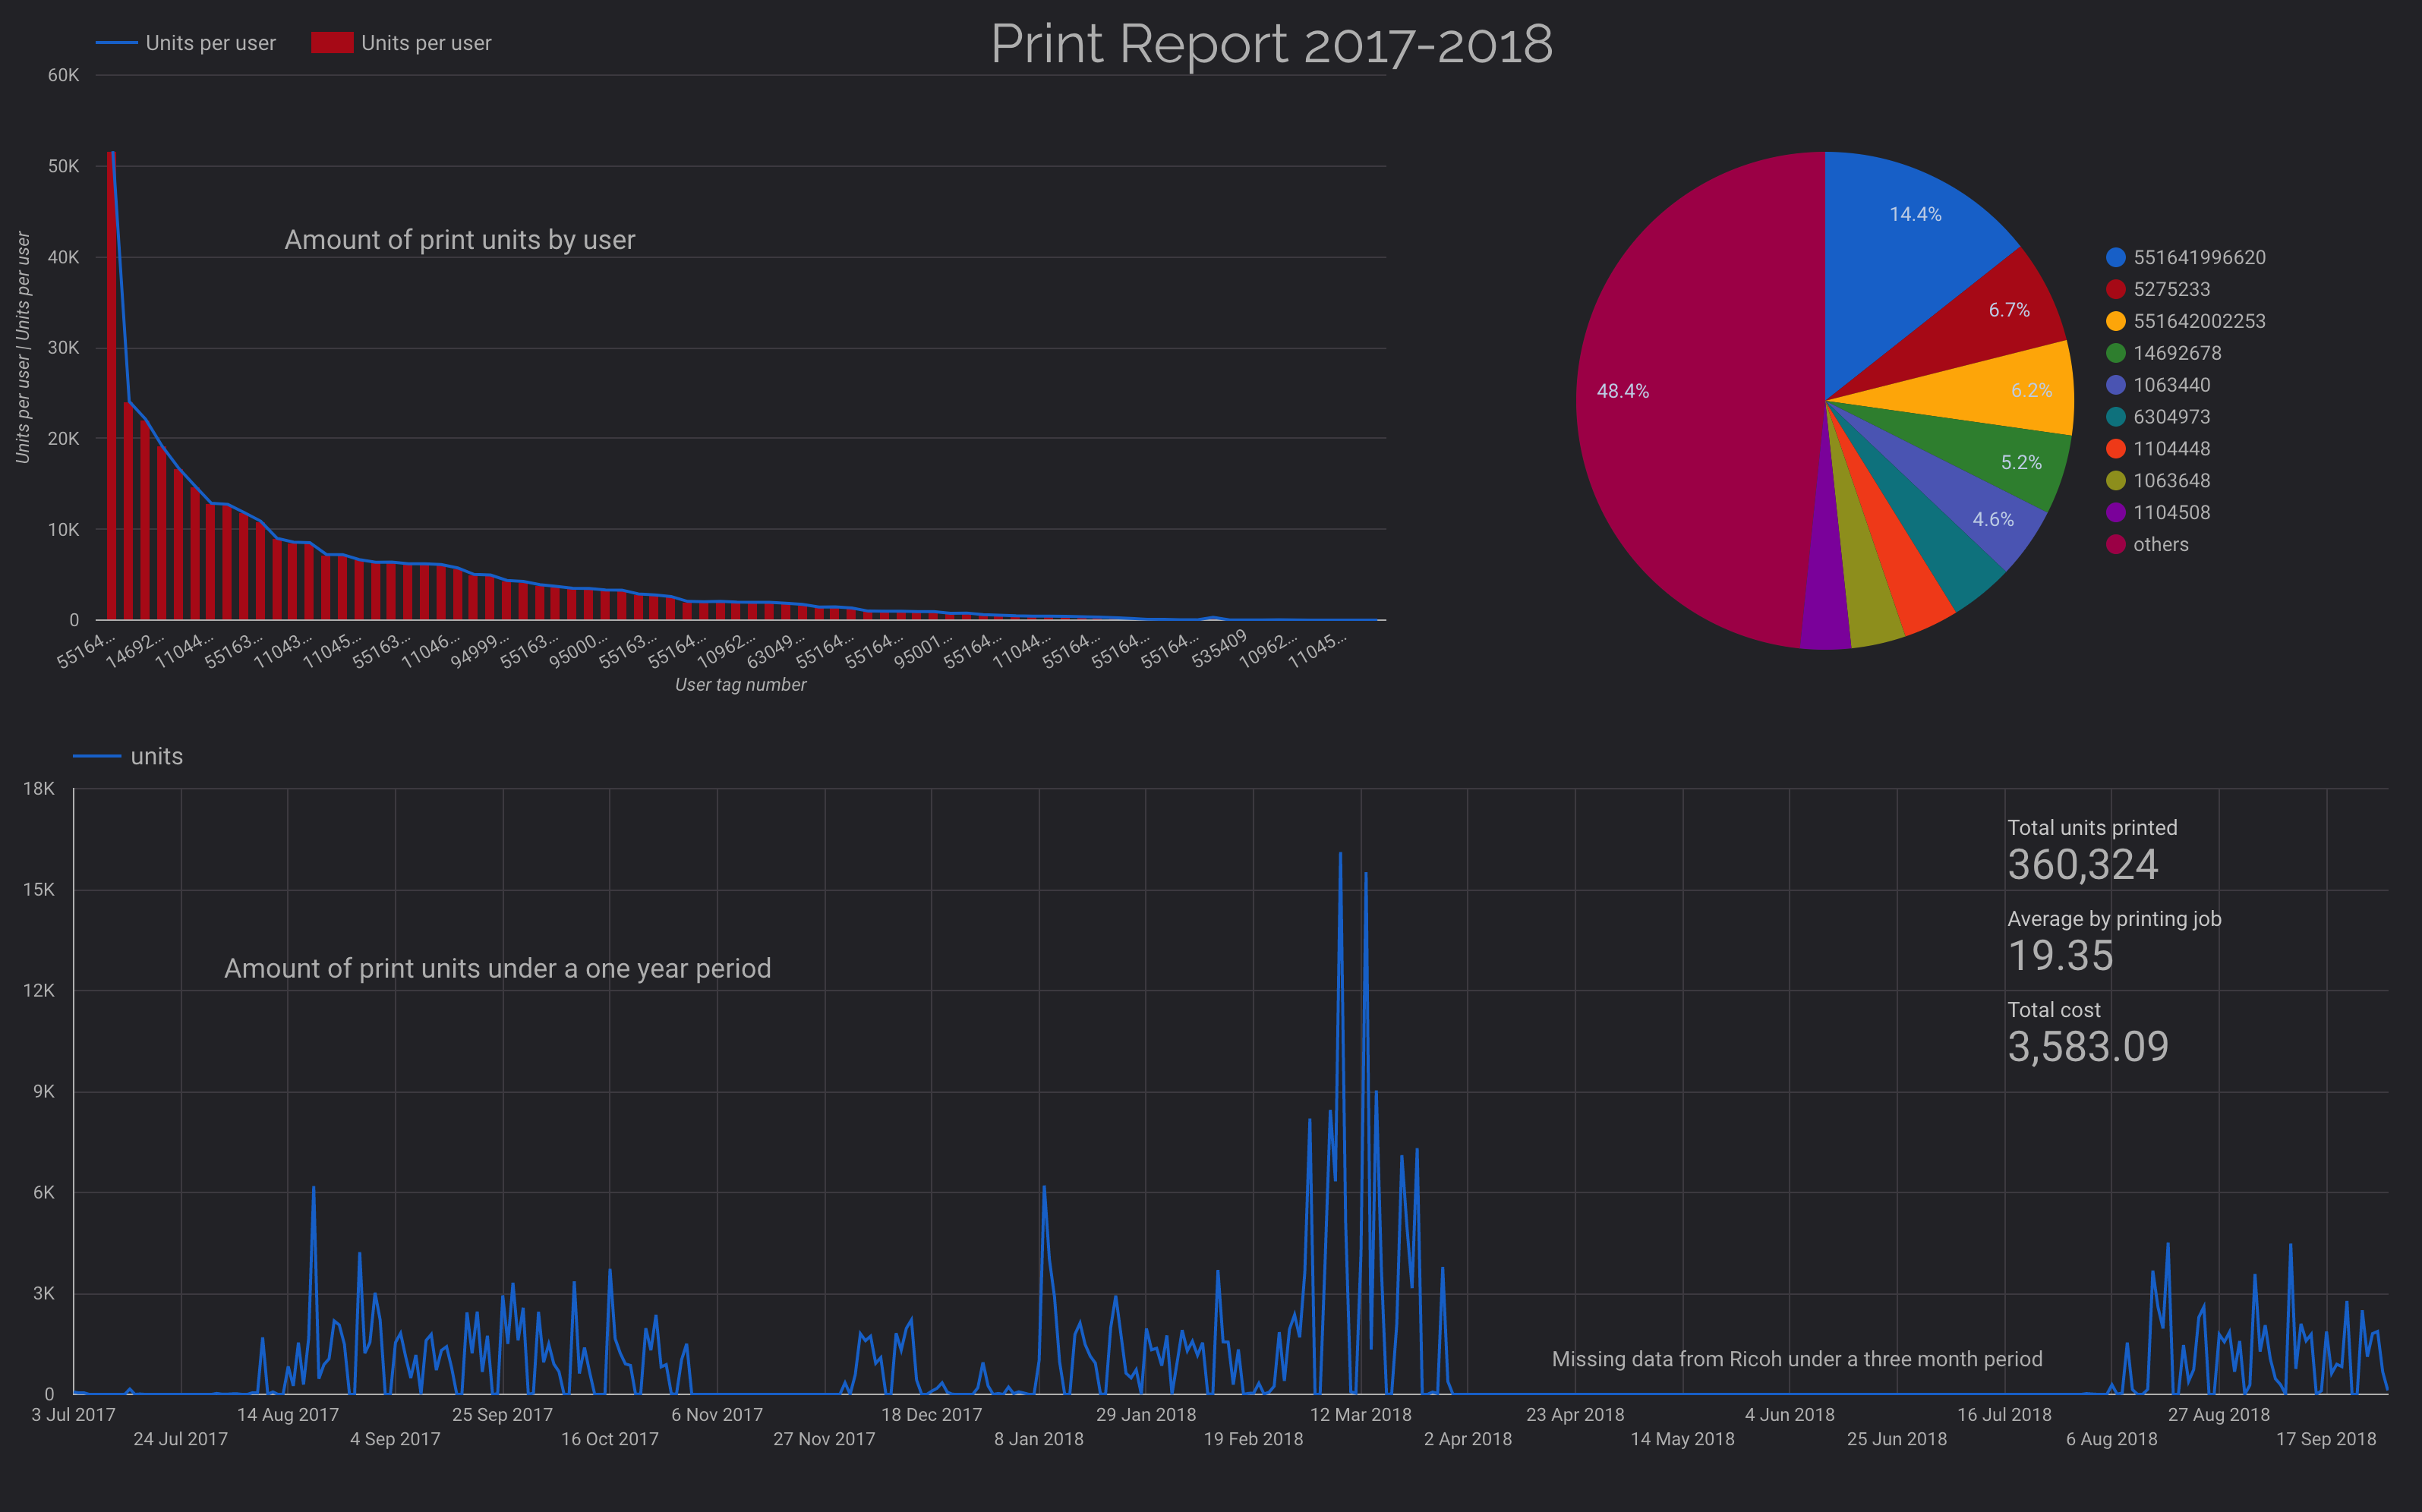 Print Report 2017-2018
Units per user
Units per user
60K
50K
40K
30K
20K
10K
0
Units per user | Units per user
Amount of print units by user
55164...
14692...
11044...
55163...
11043...
11045...
55163...
11046...
94999...
55163...
95000...
55163...
55164...
10962...
63049...
55164...
55164...
95001...
55164...
11044...
55164...
55164...
55164...
535409
10962...
11045...
User tag number
14.4%
6.7%
6.2%
5.2%
4.6%
48.4%
551641996620
5275233
551642002253
14692678
1063440
6304973
1104448
1063648
1104508
others
units
18K
15K
12K
9K
6K
3K
0
Amount of print units under a one year period
Total units printed
360,324
Average by printing job
19.35
Total cost
3,583.09
Missing data from Ricoh under a three month period
3 Jul 2017
24 Jul 2017
14 Aug 2017
4 Sep 2017
25 Sep 2017
16 Oct 2017
6 Nov 2017
27 Nov 2017
18 Dec 2017
8 Jan 2018
29 Jan 2018
19 Feb 2018
12 Mar 2018
2 Apr 2018
23 Apr 2018
14 May 2018
4 Jun 2018
25 Jun 2018
16 Jul 2018
6 Aug 2018
27 Aug 2018
17 Sep 2018